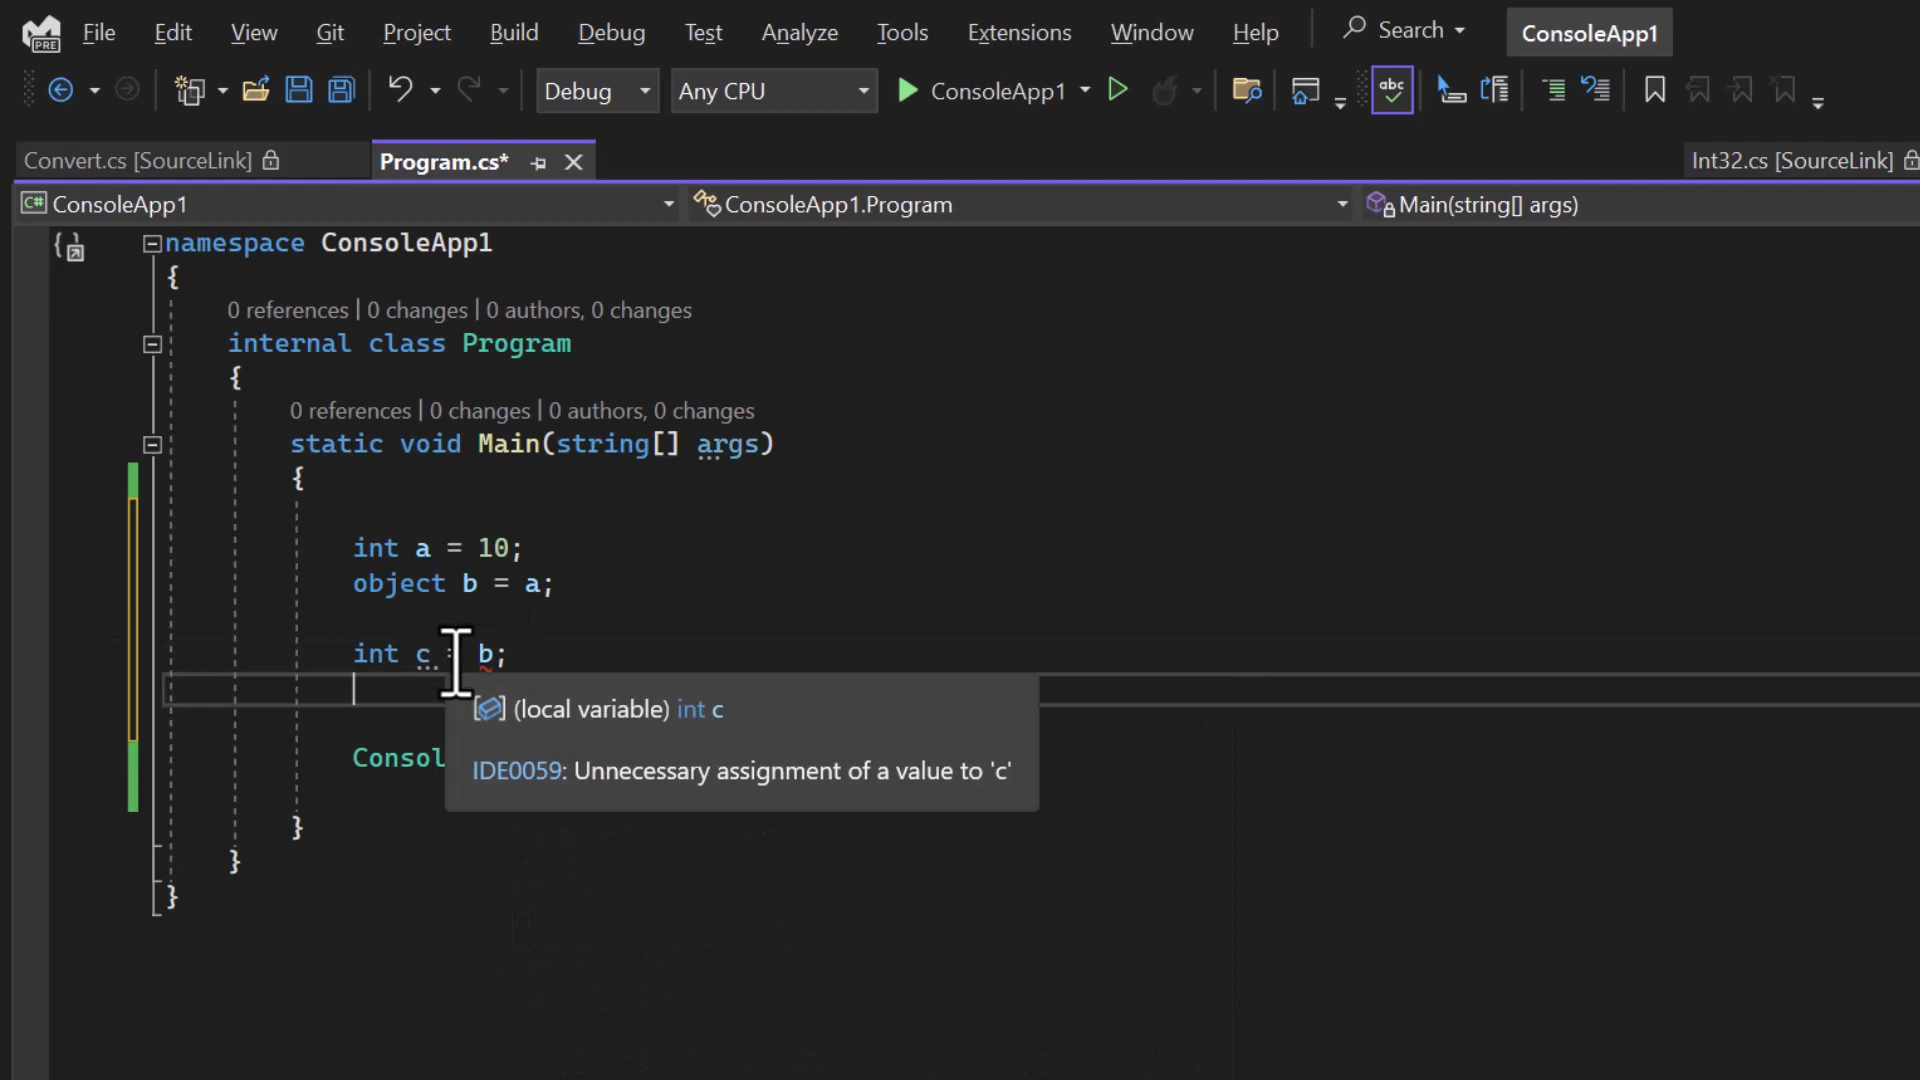 PRE File Edit View Git Project Build Debug Test Analyze Tools Extensions Window Help Search ConsoleApp1
Debug Any CPU ConsoleApp1 abc
Convert.cs [SourceLink] Program.cs* Int32.cs [SourceLink]
C# ConsoleApp1 ConsoleApp1.Program Main(string[] args)
namespace ConsoleApp1
{
0 references | 0 changes | 0 authors, 0 changes
internal class Program
{
0 references | 0 changes | 0 authors, 0 changes
static void Main(string[] args)
{
int a = 10;
object b = a;
int c = b;
(local variable) int c
Consol
IDE0059: Unnecessary assignment of a value to 'c'
}
}
}